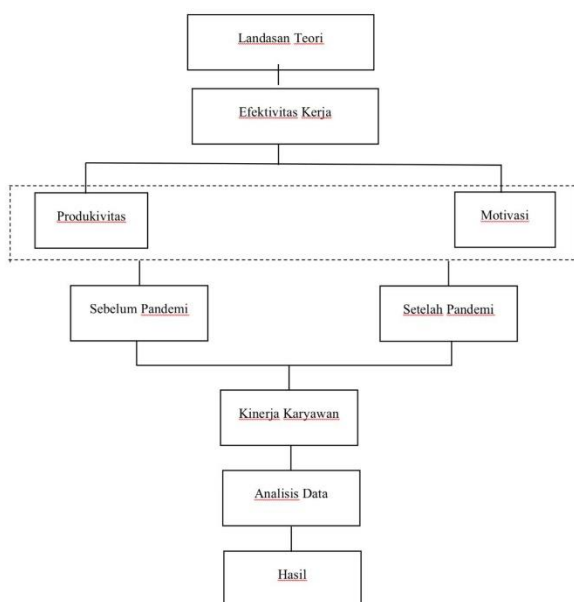 Landasan Teori
Efektivitas Kerja
Produkivitas
Motivasi
Sebelum Pandemi
Setelah Pandemi
Kinerja Karyawan
Analisis Data
Hasil